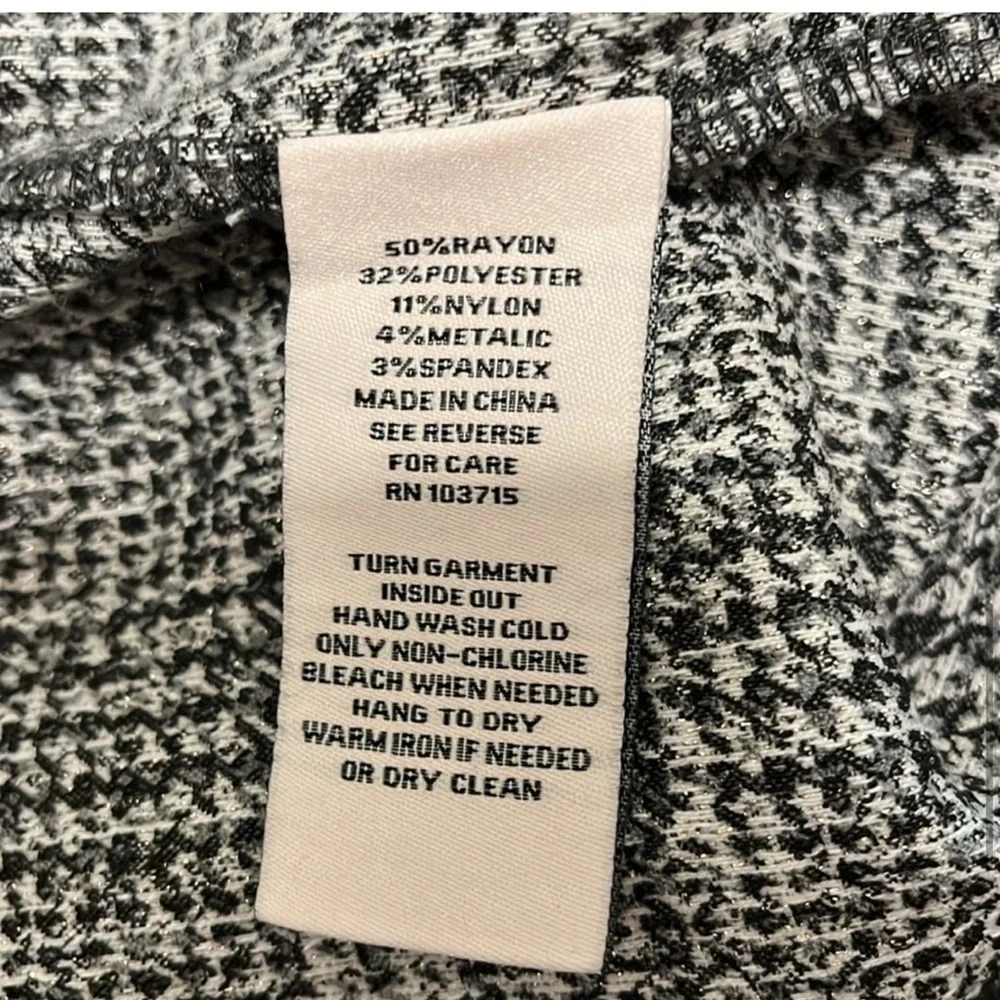 50%RAYON
32%POLYESTER
11%NYLON
4%METALIC
3%SPANDEX
MADE IN CHINA
SEE REVERSE
FOR CARE
RN 103715
TURN GARMENT
INSIDE OUT
HAND WASH COLD
ONLY NON-CHLORINE
BLEACH WHEN NEEDED
HANG TO DRY
WARM IRON IF NEEDED
OR DRY CLEAN